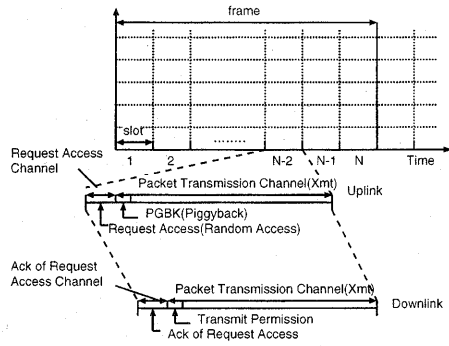 frame
slot
........
1 2 N-2 N-1 N Time
Request Access
Channel
Packet Transmission Channel(Xmt)
Uplink
PGBK(Piggyback)
Request Access(Random Access)
Ack of Request
Access Channel
Packet Transmission Channel(Xmt)
Downlink
Transmit Permission
Ack of Request Access